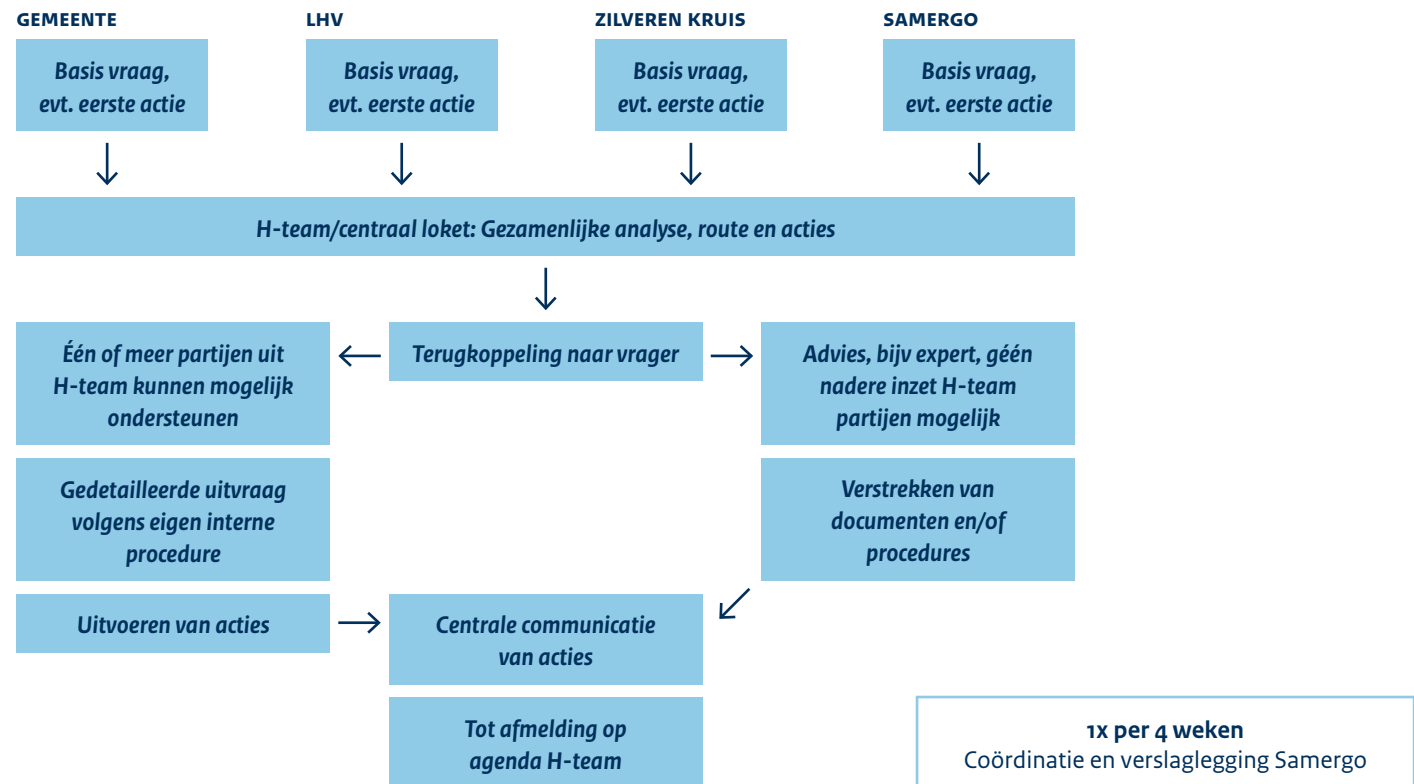 GEMEENTE
LHV
ZILVEREN KRUIS
SAMERGO
Basis vraag,
evt. eerste actie
Basis vraag,
evt. eerste actie
Basis vraag,
evt. eerste actie
Basis vraag,
evt. eerste actie
H-team/centraal loket: Gezamenlijke analyse, route en acties
Één of meer partijen uit
H-team kunnen mogelijk
ondersteunen
Terugkoppeling naar vrager
Advies, bijv expert, géén
nadere inzet H-team
partijen mogelijk
Gedetailleerde uitvraag
volgens eigen interne
procedure
Verstrekken van
documenten en/of
procedures
Uitvoeren van acties
Centrale communicatie
van acties
Tot afmelding op
agenda H-team
1x per 4 weken
Coördinatie en verslaglegging Samergo